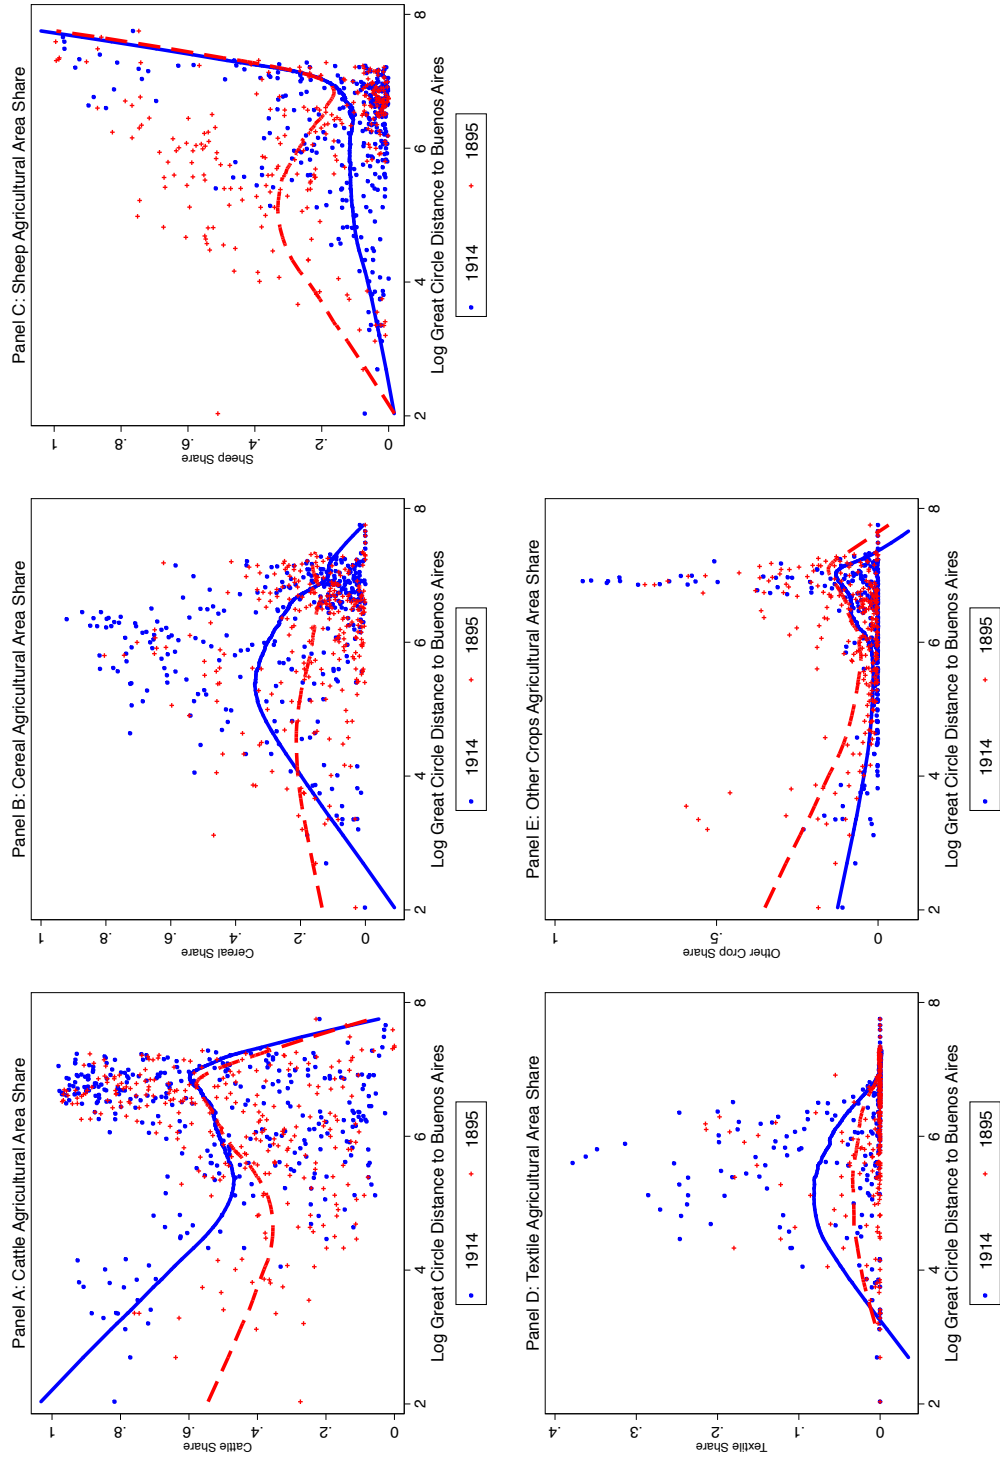 Panel A: Cattle Agricultural Area Share
Cattle Share
1
.8
.6
.4
.2
0
2 4 6 8
Log Great Circle Distance to Buenos Aires
1914 1895
Panel B: Cereal Agricultural Area Share
Cereal Share
1
.8
.6
.4
.2
0
2 4 6 8
Log Great Circle Distance to Buenos Aires
1914 1895
Panel C: Sheep Agricultural Area Share
Sheep Share
1
.8
.6
.4
.2
0
2 4 6 8
Log Great Circle Distance to Buenos Aires
1914 1895
Panel D: Textile Agricultural Area Share
Textile Share
.4
.3
.2
.1
0
2 4 6 8
Log Great Circle Distance to Buenos Aires
1914 1895
Panel E: Other Crops Agricultural Area Share
Other Crop Share
1
.5
0
2 4 6 8
Log Great Circle Distance to Buenos Aires
1914 1895